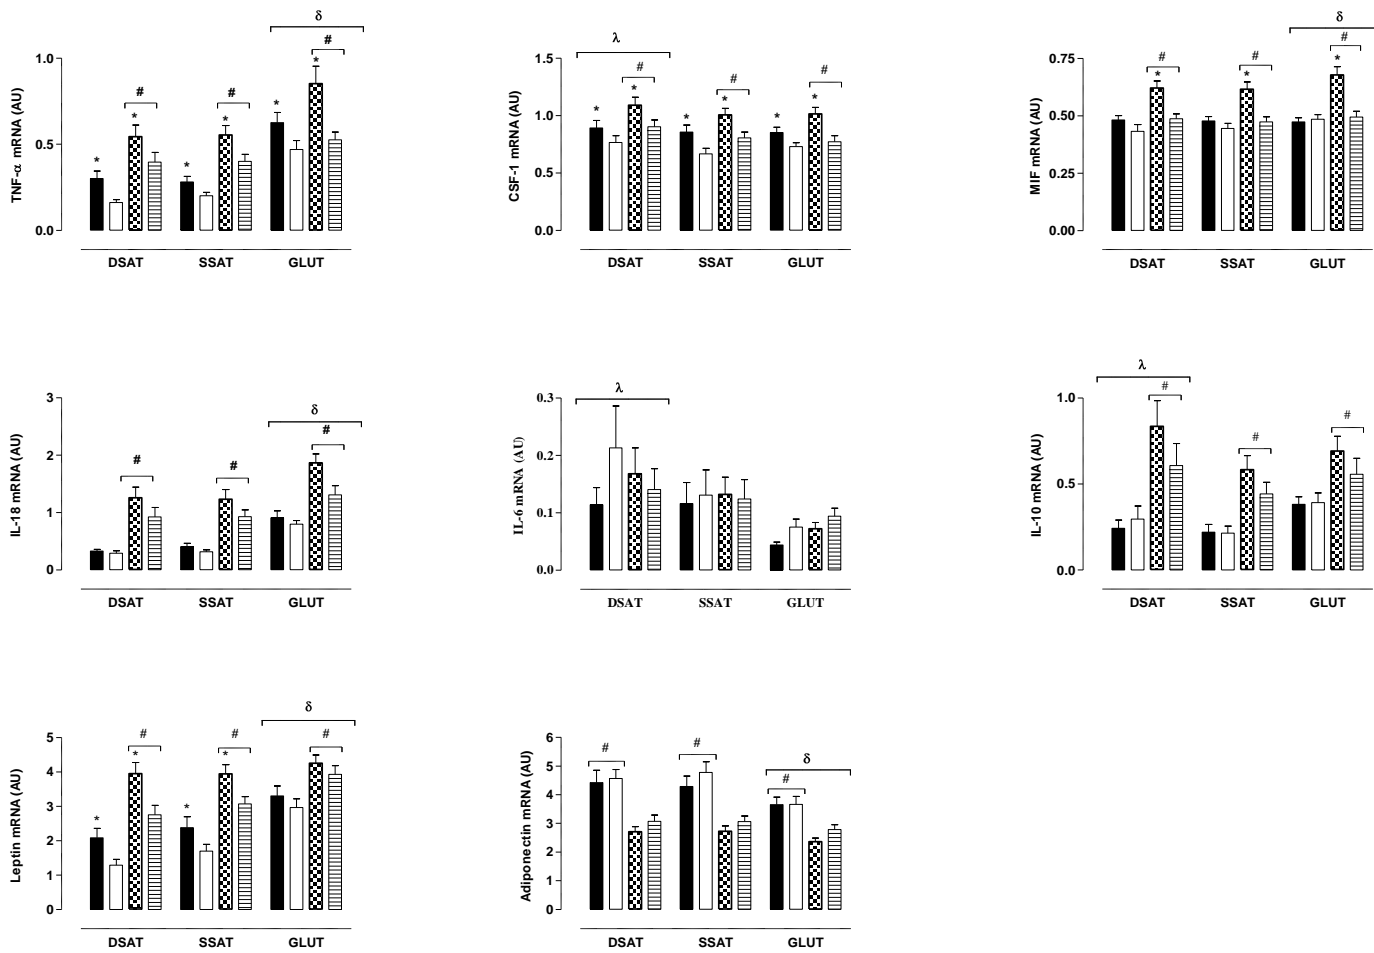 δ
#
# #
* *
* *
* *
TNF-α mRNA (AU)
1.0
0.5
0.0
DSAT SSAT GLUT
λ
# # #
* * *
* * *
CSF-1 mRNA (AU)
1.5
1.0
0.5
0.0
DSAT SSAT GLUT
δ
# # #
* * *
MIF mRNA (AU)
0.75
0.50
0.25
0.00
DSAT SSAT GLUT
δ
# # #
IL-18 mRNA (AU)
3
2
1
0
DSAT SSAT GLUT
λ
IL-6 mRNA (AU)
0.3
0.2
0.1
0.0
DSAT SSAT GLUT
λ
# # #
IL-10 mRNA (AU)
1.0
0.5
0.0
DSAT SSAT GLUT
δ
# # #
* *
* *
Leptin mRNA (AU)
5
4
3
2
1
0
DSAT SSAT GLUT
δ
# # #
Adiponectin mRNA (AU)
6
5
4
3
2
1
0
DSAT SSAT GLUT